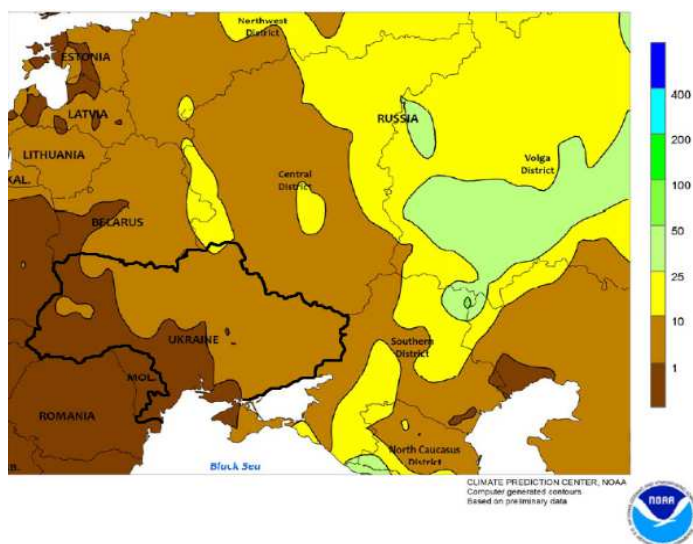 Northwest
District
ESTONIA
LATVIA
RUSSIA
LITHUANIA
Volga
District
KAL.
Central
District
BELARUS
UKRAINE
Southern
District
MOL.
ROMANIA
North Caucasus
District
B.
Black Sea
400
200
100
50
25
10
1
CLIMATE PREDICTION CENTER, NOAA
Computer generated contours
Based on preliminary data
NOAA